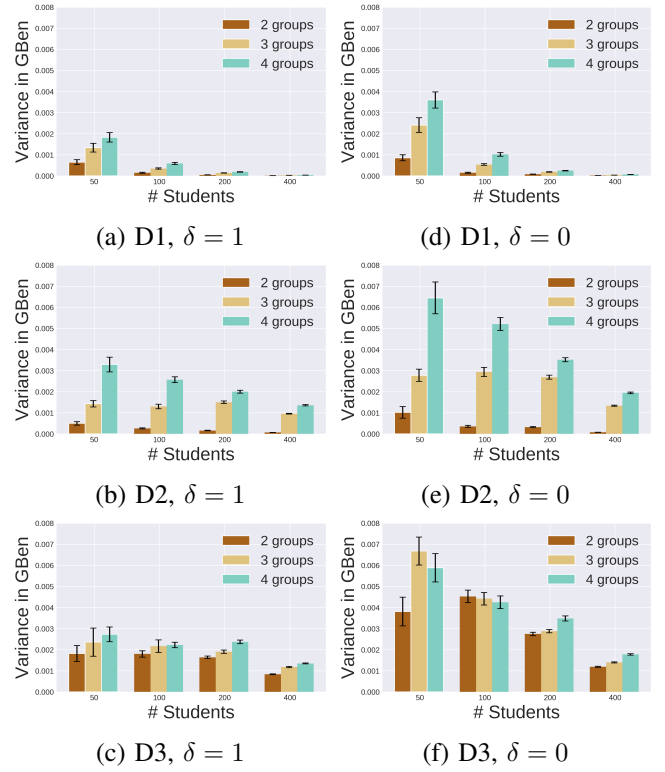 0.008
0.007
0.006
0.005
0.004
0.003
0.002
0.001
0.000
Variance in GBen
2 groups
3 groups
4 groups
50 100 200 400
# Students
(a) D1, δ = 1
0.008
0.007
0.006
0.005
0.004
0.003
0.002
0.001
0.000
Variance in GBen
2 groups
3 groups
4 groups
50 100 200 400
# Students
(d) D1, δ = 0
0.008
0.007
0.006
0.005
0.004
0.003
0.002
0.001
0.000
Variance in GBen
2 groups
3 groups
4 groups
50 100 200 400
# Students
(b) D2, δ = 1
0.008
0.007
0.006
0.005
0.004
0.003
0.002
0.001
0.000
Variance in GBen
2 groups
3 groups
4 groups
50 100 200 400
# Students
(e) D2, δ = 0
0.008
0.007
0.006
0.005
0.004
0.003
0.002
0.001
0.000
Variance in GBen
2 groups
3 groups
4 groups
50 100 200 400
# Students
(c) D3, δ = 1
0.008
0.007
0.006
0.005
0.004
0.003
0.002
0.001
0.000
Variance in GBen
2 groups
3 groups
4 groups
50 100 200 400
# Students
(f) D3, δ = 0